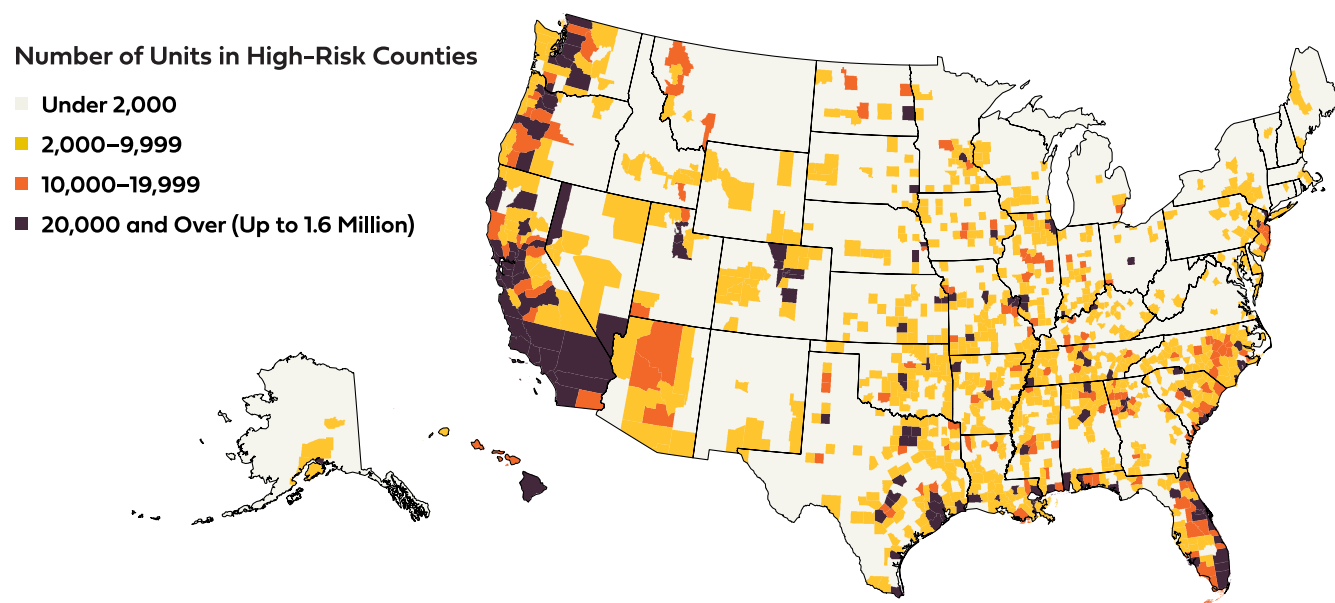 Number of Units in High-Risk Counties
Under 2,000
2,000–9,999
10,000–19,999
20,000 and Over (Up to 1.6 Million)